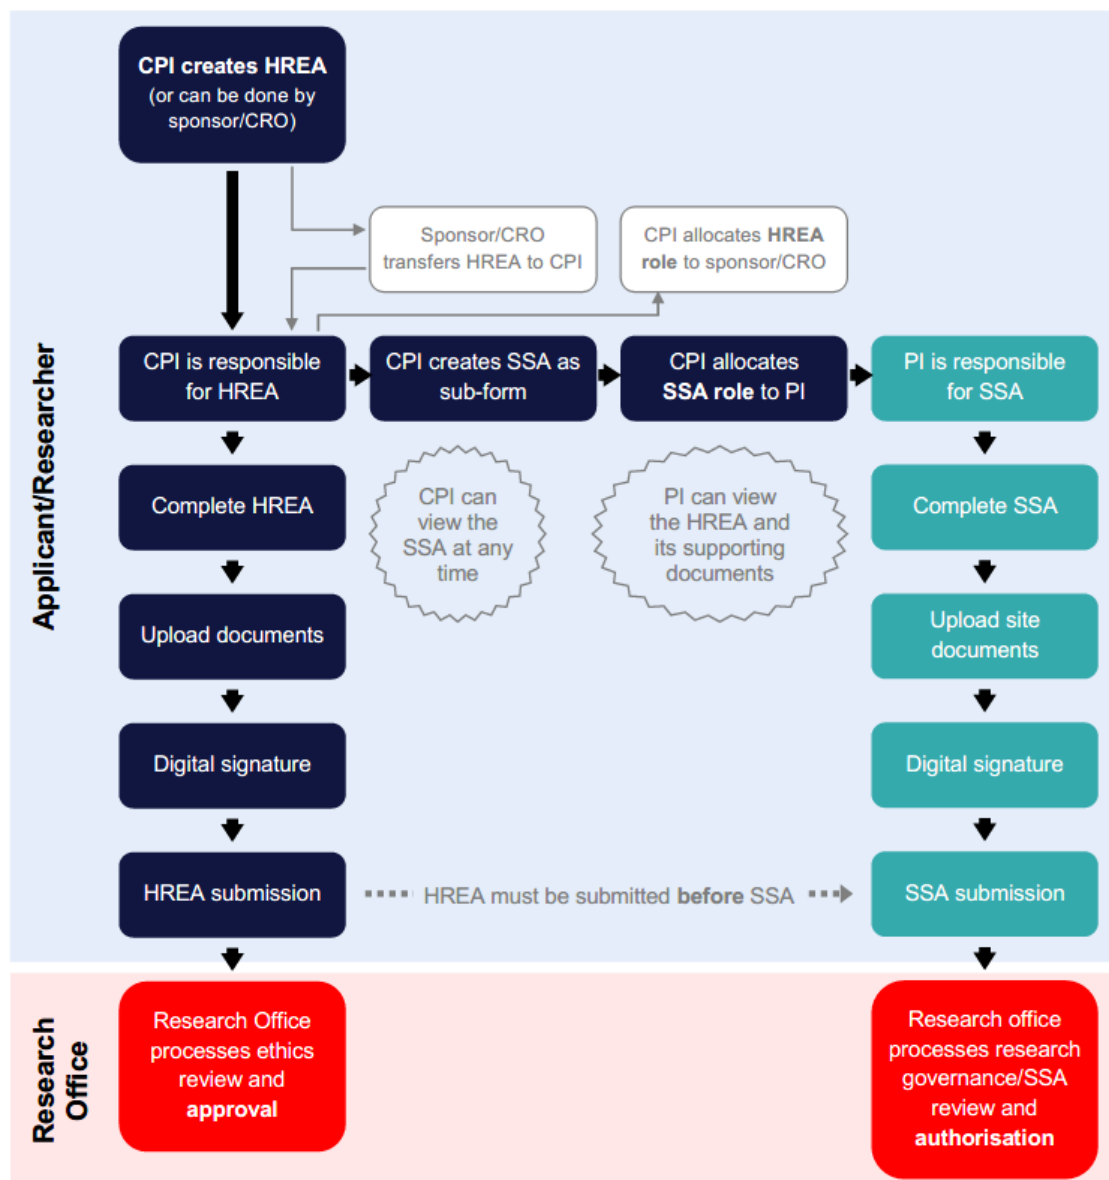 CPI creates HREA
(or can be done by
sponsor/CRO)
Sponsor/CRO
transfers HREA to CPI
CPI allocates HREA
role to sponsor/CRO
Applicant/Researcher
CPI is responsible
for HREA
CPI creates SSA as
sub-form
CPI allocates
SSA role to PI
PI is responsible
for SSA
Complete HREA
CPI can
view the
SSA at any
time
PI can view
the HREA and
its supporting
documents
Complete SSA
Upload documents
Upload site
documents
Digital signature
Digital signature
HREA submission
HREA must be submitted before SSA
SSA submission
Research
Office
Research Office
processes ethics
review and
approval
Research office
processes research
governance/SSA
review and
authorisation